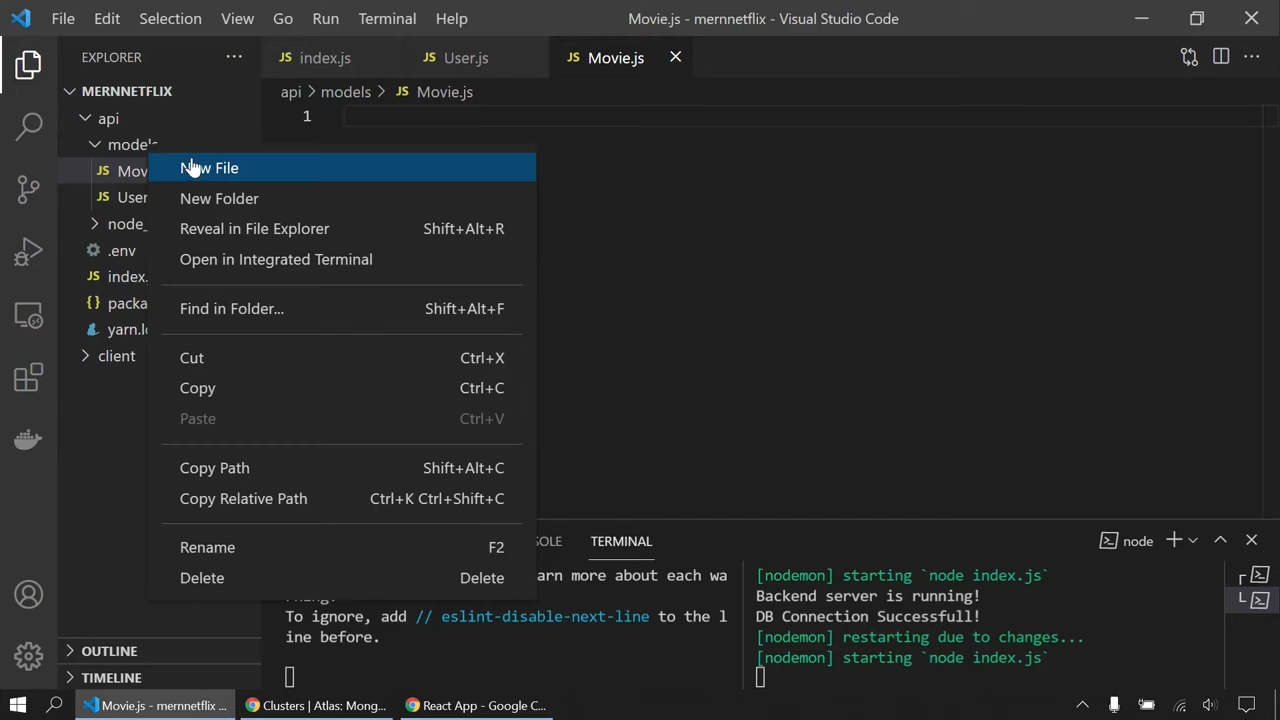 File Edit Selection View Go Run Terminal Help Movie.js - mernnetflix - Visual Studio Code
EXPLORER ... JS index.js JS User.js JS Movie.js
MERNNETFLIX
api > models > JS Movie.js
api
1
models
JS Mov
JS User
node_
.env
JS index.
{} packa
yarn.lo
client
New File
New Folder
Reveal in File Explorer Shift+Alt+R
Open in Integrated Terminal
Find in Folder... Shift+Alt+F
Cut Ctrl+X
Copy Ctrl+C
Paste Ctrl+V
Copy Path Shift+Alt+C
Copy Relative Path Ctrl+K Ctrl+Shift+C
Rename F2
Delete Delete
OLE TERMINAL node
arn more about each wa
To ignore, add // eslint-disable-next-line to the l
ine before.
[nodemon] starting `node index.js`
Backend server is running!
DB Connection Successfull!
[nodemon] restarting due to changes...
[nodemon] starting `node index.js`
OUTLINE
TIMELINE
Movie.js - mernnetflix ... Clusters | Atlas: Mong... React App - Google C...